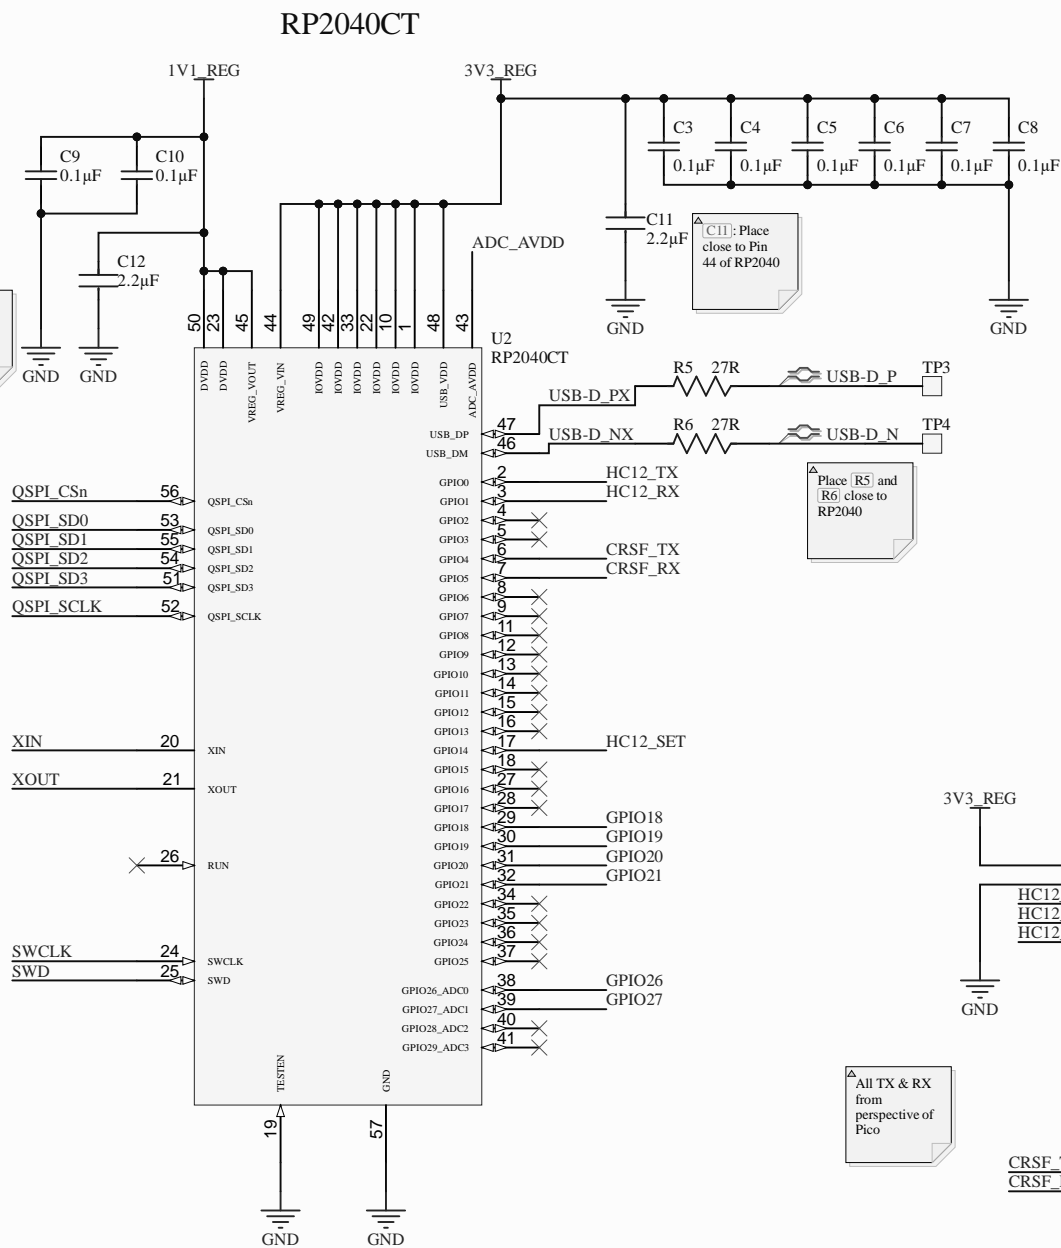 RP2040CT
1V1_REG
3V3_REG
C9
0.1µF
C10
0.1µF
C12
2.2µF
GND
GND
C3
0.1µF
C4
0.1µF
C5
0.1µF
C6
0.1µF
C7
0.1µF
C8
0.1µF
C11
2.2µF
C11: Place
close to Pin
44 of RP2040
GND
GND
ADC_AVDD
50
23
45
44
49
42
33
22
10
1
48
43
U2
RP2040CT
DVDD
DVDD
VREG_VOUT
VREG_VIN
IOVDD
IOVDD
IOVDD
IOVDD
IOVDD
IOVDD
USB_VDD
ADC_AVDD
USB_DP 47 USB-D_PX R5 27R USB-D_P TP3
USB_DM 46 USB-D_NX R6 27R USB-D_N TP4
Place R5 and
R6 close to
RP2040
QSPI_CSn 56 QSPI_CSn
QSPI_SD0 53 QSPI_SD0
QSPI_SD1 55 QSPI_SD1
QSPI_SD2 54 QSPI_SD2
QSPI_SD3 51 QSPI_SD3
QSPI_SCLK 52 QSPI_SCLK
XIN 20 XIN
XOUT 21 XOUT
26 RUN
SWCLK 24 SWCLK
SWD 25 SWD
GPIO0 2 HC12_TX
GPIO1 3 HC12_RX
GPIO2 4
GPIO3 5
GPIO4 6 CRSF_TX
GPIO5 7 CRSF_RX
GPIO6 8
GPIO7 9
GPIO8 11
GPIO9 12
GPIO10 13
GPIO11 14
GPIO12 15
GPIO13 16
GPIO14 17 HC12_SET
GPIO15 18
GPIO16 27
GPIO17 28
GPIO18 29 GPIO18
GPIO19 30 GPIO19
GPIO20 31 GPIO20
GPIO21 32 GPIO21
GPIO22 34
GPIO23 35
GPIO24 36
GPIO25 37
GPIO26_ADC0 38 GPIO26
GPIO27_ADC1 39 GPIO27
GPIO28_ADC2 40
GPIO29_ADC3 41
TESTEN
GND
19
57
GND
GND
3V3_REG
HC12_
HC12_
HC12_
GND
All TX & RX
from
perspective of
Pico
CRSF_
CRSF_